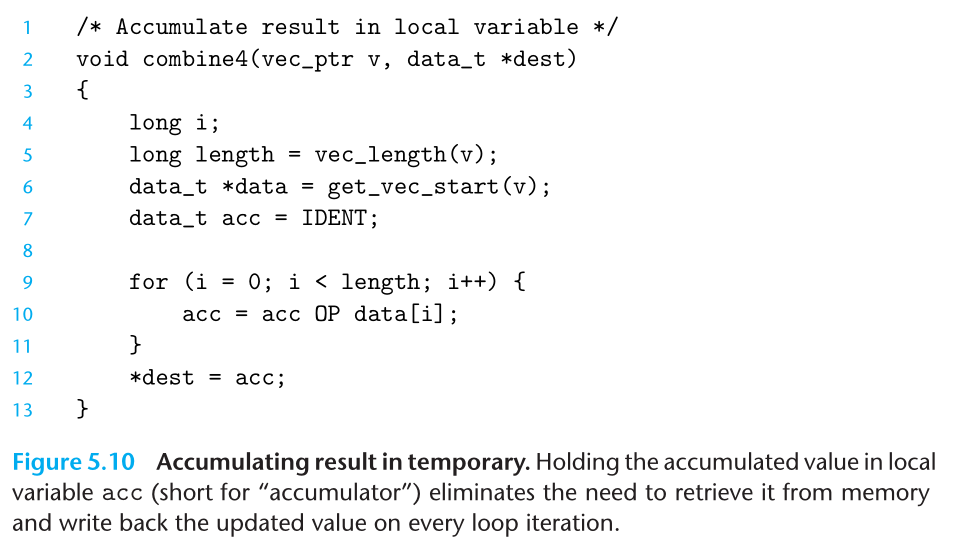 1 /* Accumulate result in local variable */
2 void combine4(vec_ptr v, data_t *dest)
3 {
4     long i;
5     long length = vec_length(v);
6     data_t *data = get_vec_start(v);
7     data_t acc = IDENT;
8
9     for (i = 0; i < length; i++) {
10         acc = acc OP data[i];
11     }
12     *dest = acc;
13 }
Figure 5.10 Accumulating result in temporary. Holding the accumulated value in local
variable acc (short for “accumulator”) eliminates the need to retrieve it from memory
and write back the updated value on every loop iteration.